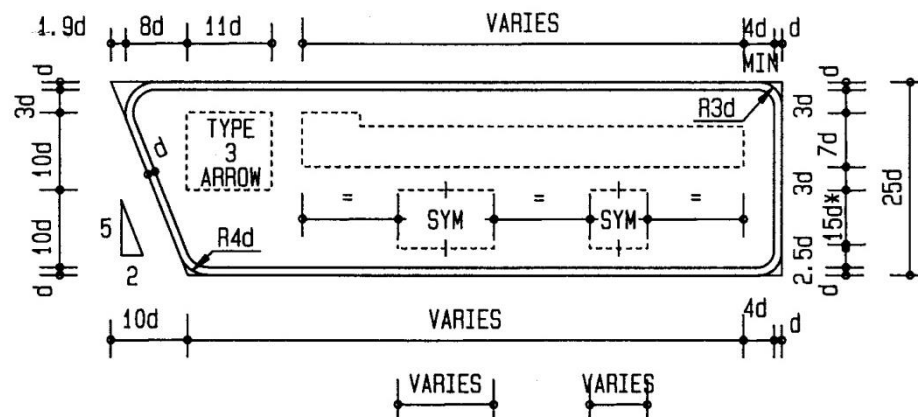 1.9d 8d 11d VARIES 4d d
MIN
d 3d 10d 10d d
TYPE
3
ARROW
d
R3d
= = =
SYM SYM
5
2
R4d
d 3d 7d 3d 15d* 2.5d d
25d
10d VARIES 4d d
VARIES VARIES